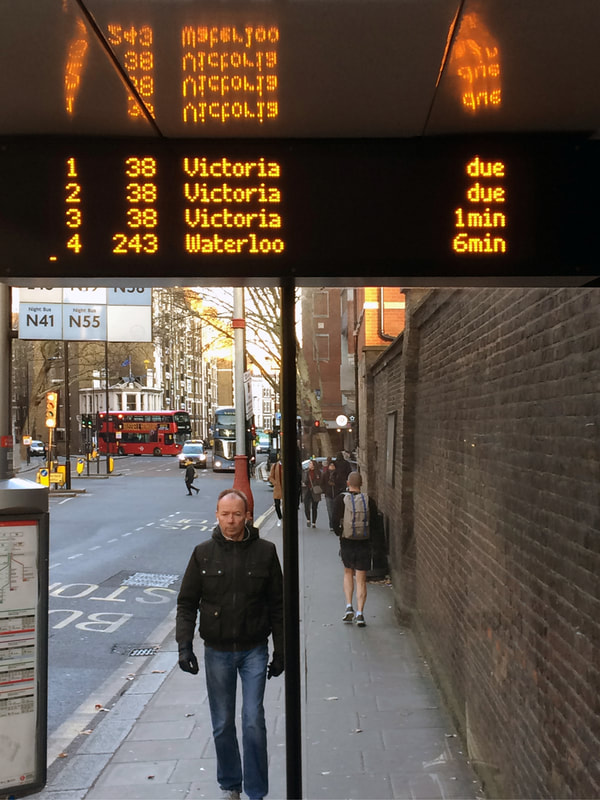 1 38 Victoria due
2 38 Victoria due
3 38 Victoria 1min
4 243 Waterloo 6min
Night Bus Night Bus
N41 N55
BUS
STOP